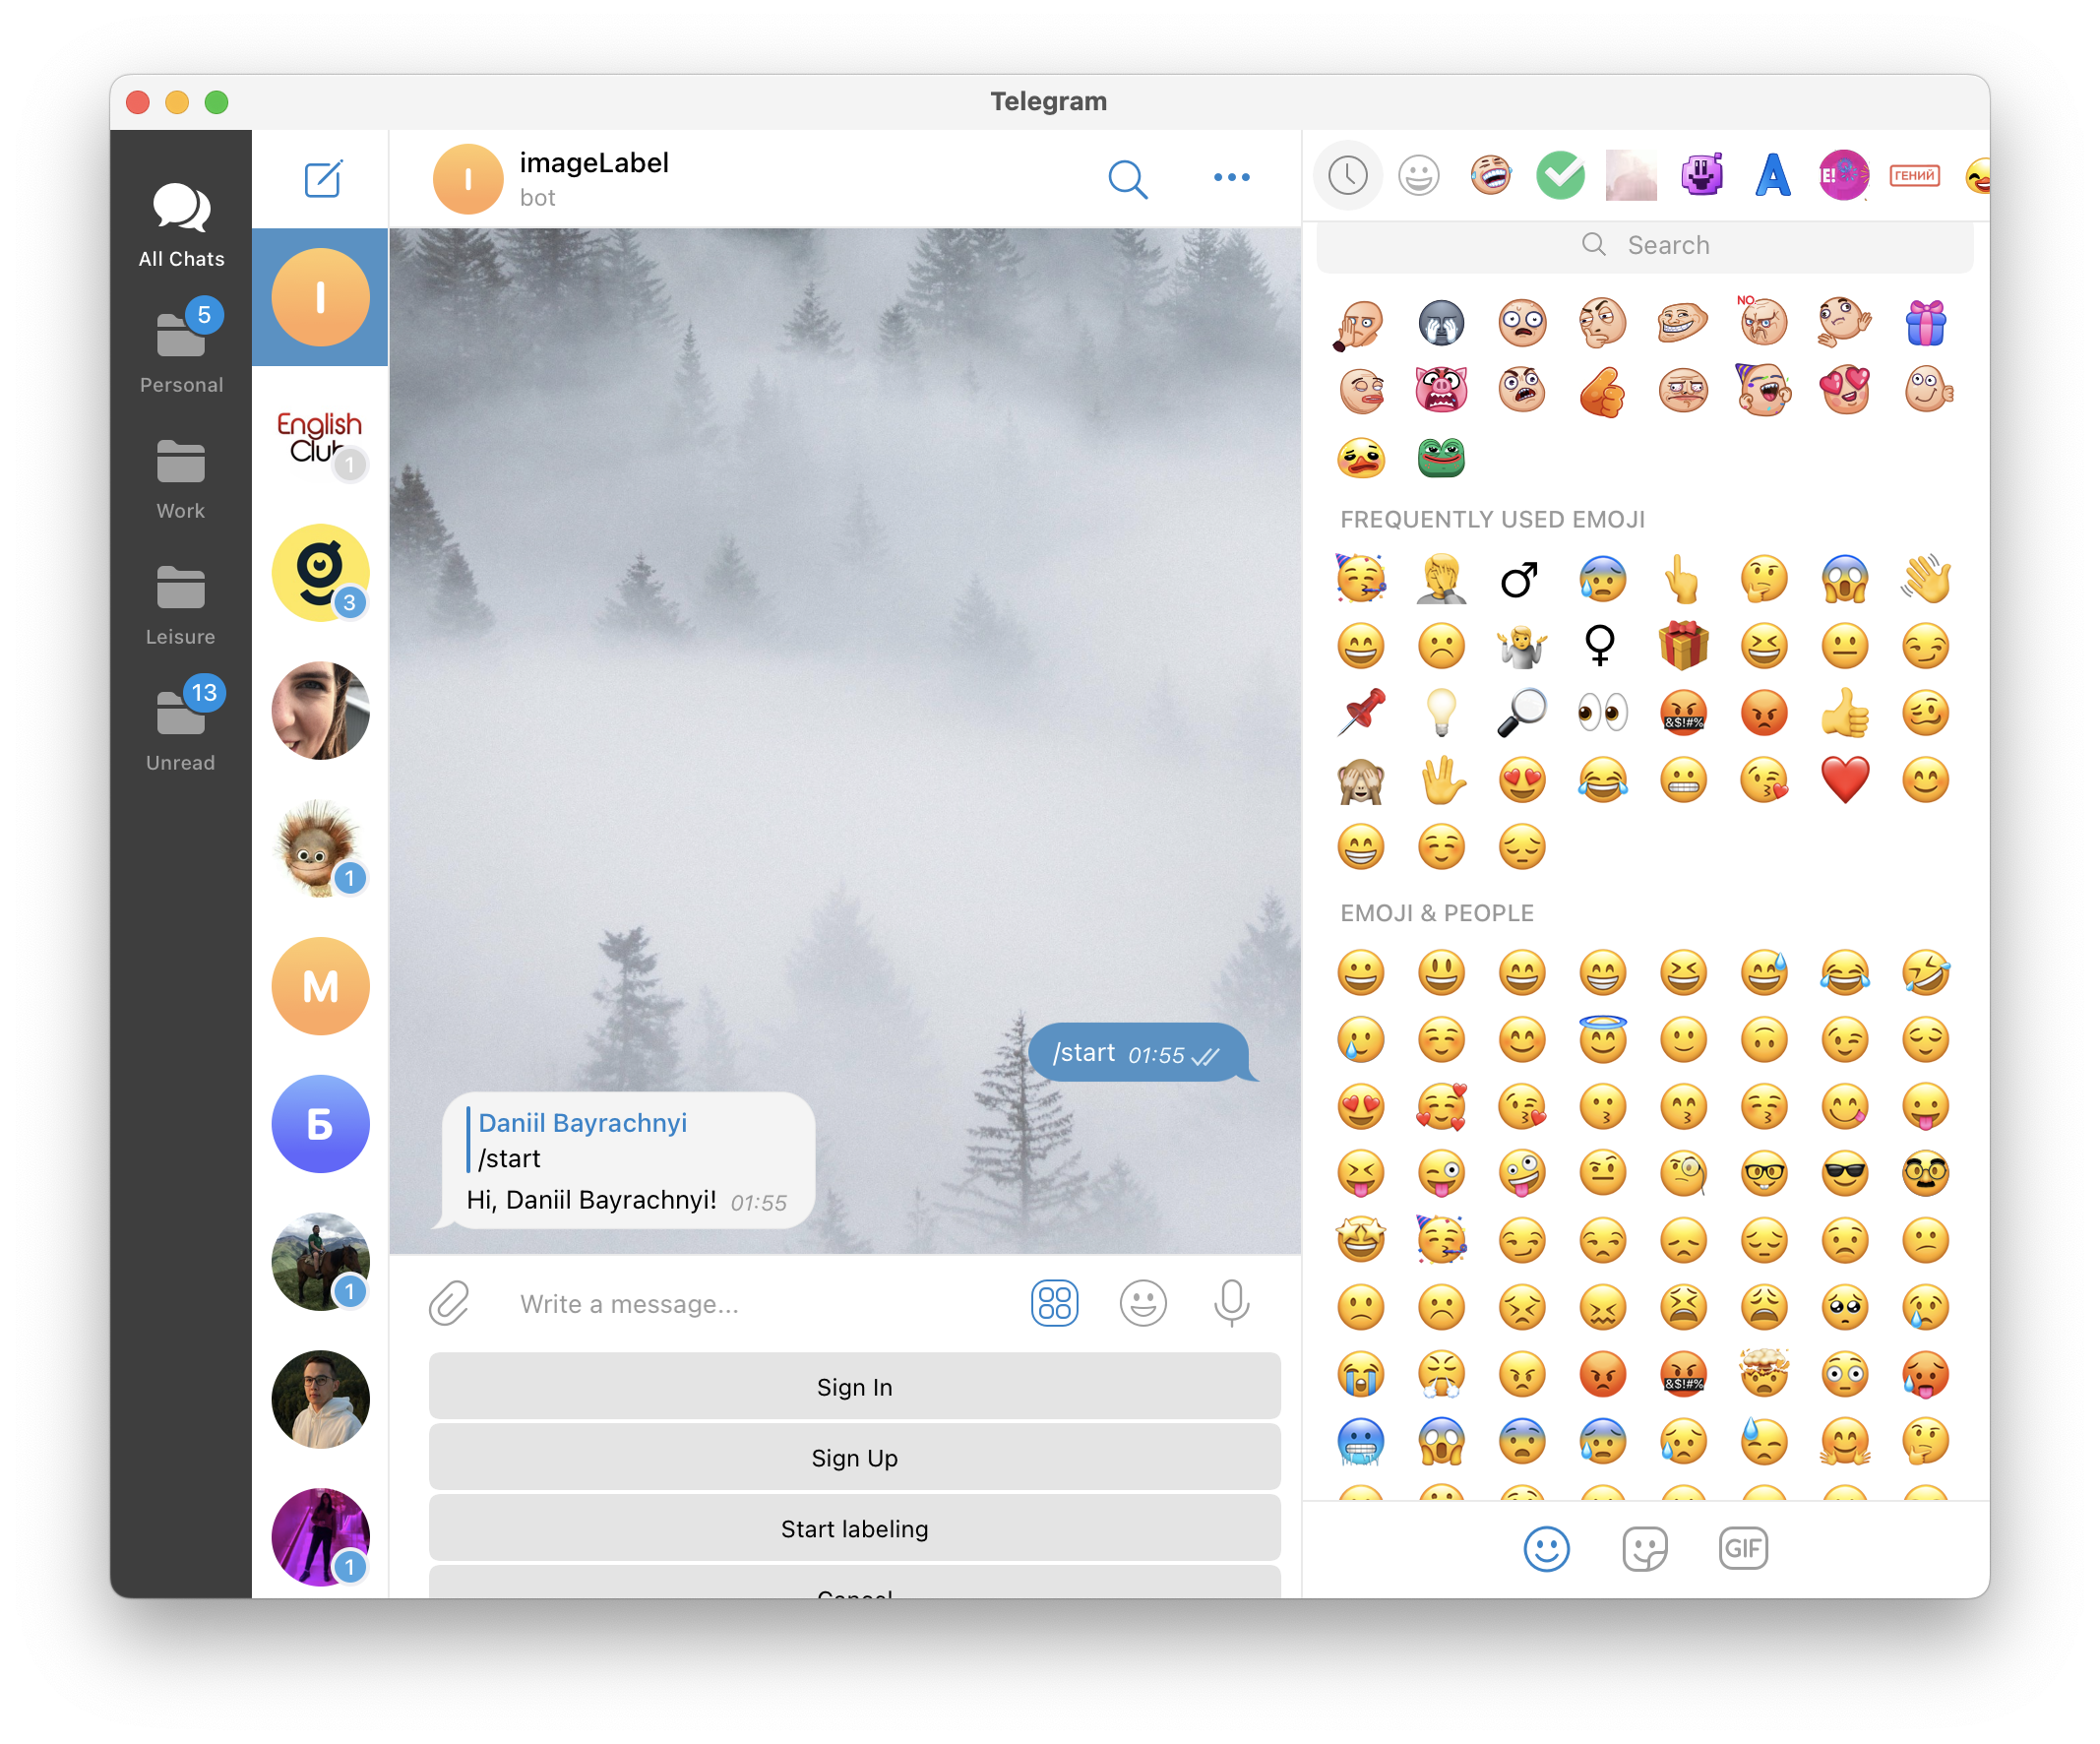 Telegram
All Chats
5
Personal
Work
Leisure
13
Unread
I
English
Club
1
3
1
M
Б
1
1
I
imageLabel
bot
/start 01:55
Daniil Bayrachnyi
/start
Hi, Daniil Bayrachnyi! 01:55
Write a message...
Sign In
Sign Up
Start labeling
Cancel
A
E!
ГЕНИЙ
Search
NO
FREQUENTLY USED EMOJI
&$!#%
EMOJI & PEOPLE
&$!#%
GIF